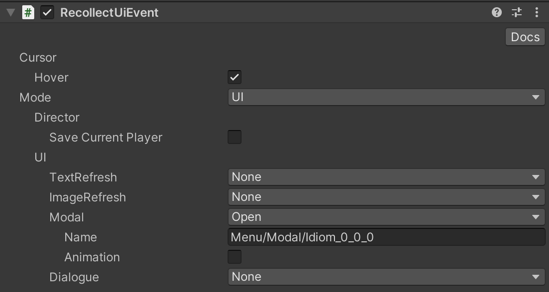 RecollectUiEvent
Docs
Cursor
Hover
Mode UI
Director
Save Current Player
UI
TextRefresh None
ImageRefresh None
Modal Open
Name Menu/Modal/Idiom_0_0_0
Animation
Dialogue None